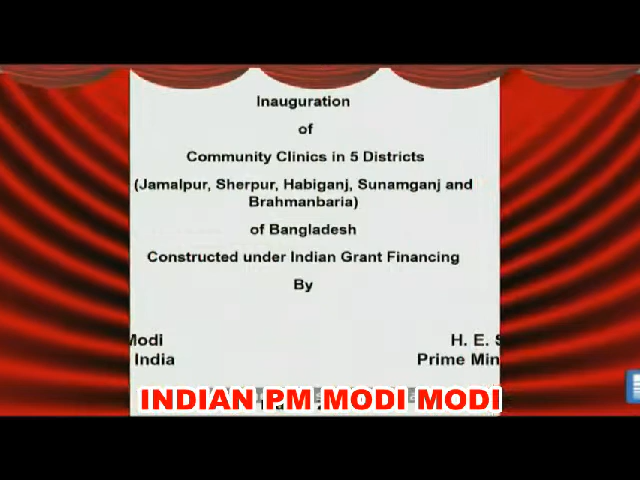 Inauguration
of
Community Clinics in 5 Districts
(Jamalpur, Sherpur, Habiganj, Sunamganj and
Brahmanbaria)
of Bangladesh
Constructed under Indian Grant Financing
By
Modi H. E. S
India Prime Min
INDIAN PM MODI MODI